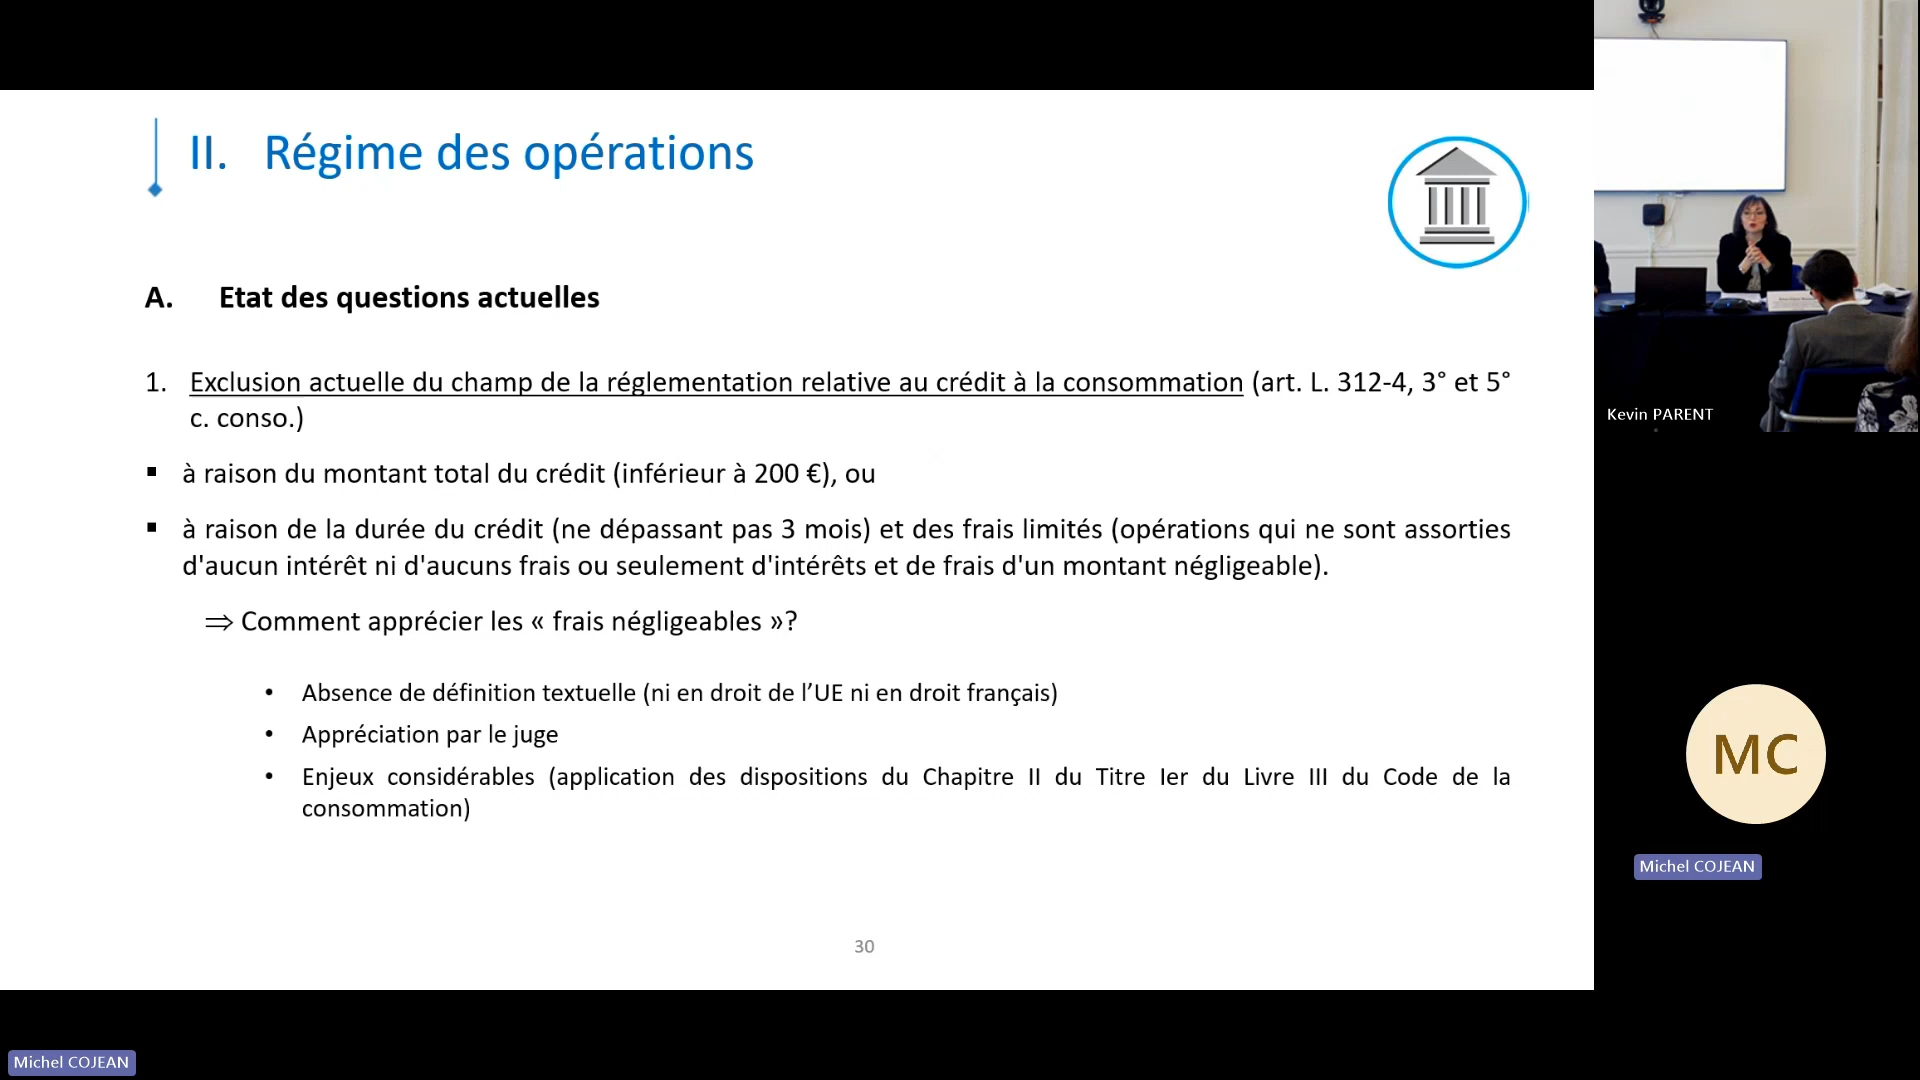 II. Régime des opérations
A. Etat des questions actuelles
1. Exclusion actuelle du champ de la réglementation relative au crédit à la consommation (art. L. 312-4, 3° et 5°
c. conso.)
▪ à raison du montant total du crédit (inférieur à 200 €), ou
▪ à raison de la durée du crédit (ne dépassant pas 3 mois) et des frais limités (opérations qui ne sont assorties
d'aucun intérêt ni d'aucuns frais ou seulement d'intérêts et de frais d'un montant négligeable).
⇒ Comment apprécier les « frais négligeables »?
• Absence de définition textuelle (ni en droit de l’UE ni en droit français)
• Appréciation par le juge
• Enjeux considérables (application des dispositions du Chapitre II du Titre Ier du Livre III du Code de la
consommation)
30
Kevin PARENT
MC
Michel COJEAN
Michel COJEAN